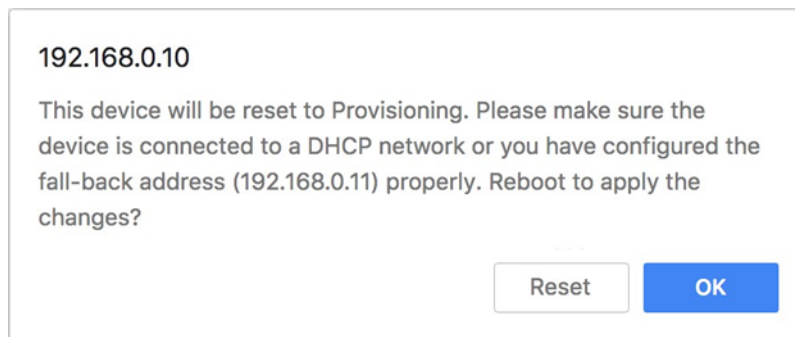 192.168.0.10
This device will be reset to Provisioning. Please make sure the
device is connected to a DHCP network or you have configured the
fall-back address (192.168.0.11) properly. Reboot to apply the
changes?
Reset
OK